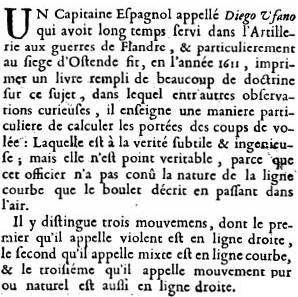 UN Capitaine Espagnol appellé Diego Ufano
qui avoit long temps servi dans l'Artille-
rie aux guerres de Flandre, & particulierement
au siege d'Ostende fit, en l'année 1611, impri-
mer un livre rempli de beaucoup de doctrine
sur ce sujet, dans lequel entr'autres observa-
tions curieuſes, il enseigne une maniere parti-
culiere de calculer les portées des coups de vo-
lée: Laquelle est à la verité subtile & ingenieu-
se; mais elle n'est point veritable, parce que
cet officier n'a pas conû la nature de la ligne
courbe que le boulet décrit en passant dans
l'air.
Il y distingue trois mouvemens, dont le pre-
mier qu'il appelle violent est en ligne droite,
le second qu'il appelle mixte est en ligne courbe,
& le troisiéme qu'il appelle mouvement pur
ou naturel est aussi en ligne droite.